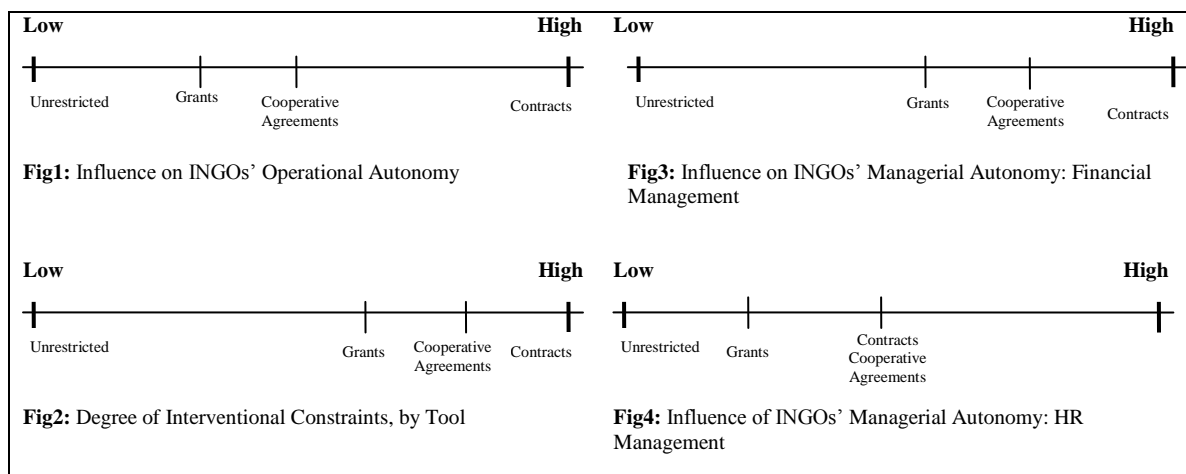 Low High
Unrestricted
Grants
Cooperative
Agreements
Contracts
Fig1: Influence on INGOs’ Operational Autonomy
Low High
Unrestricted
Grants
Cooperative
Agreements
Contracts
Fig3: Influence on INGOs’ Managerial Autonomy: Financial
Management
Low High
Unrestricted
Grants
Cooperative
Agreements
Contracts
Fig2: Degree of Interventional Constraints, by Tool
Low High
Unrestricted
Grants
Contracts
Cooperative
Agreements
Fig4: Influence of INGOs’ Managerial Autonomy: HR
Management